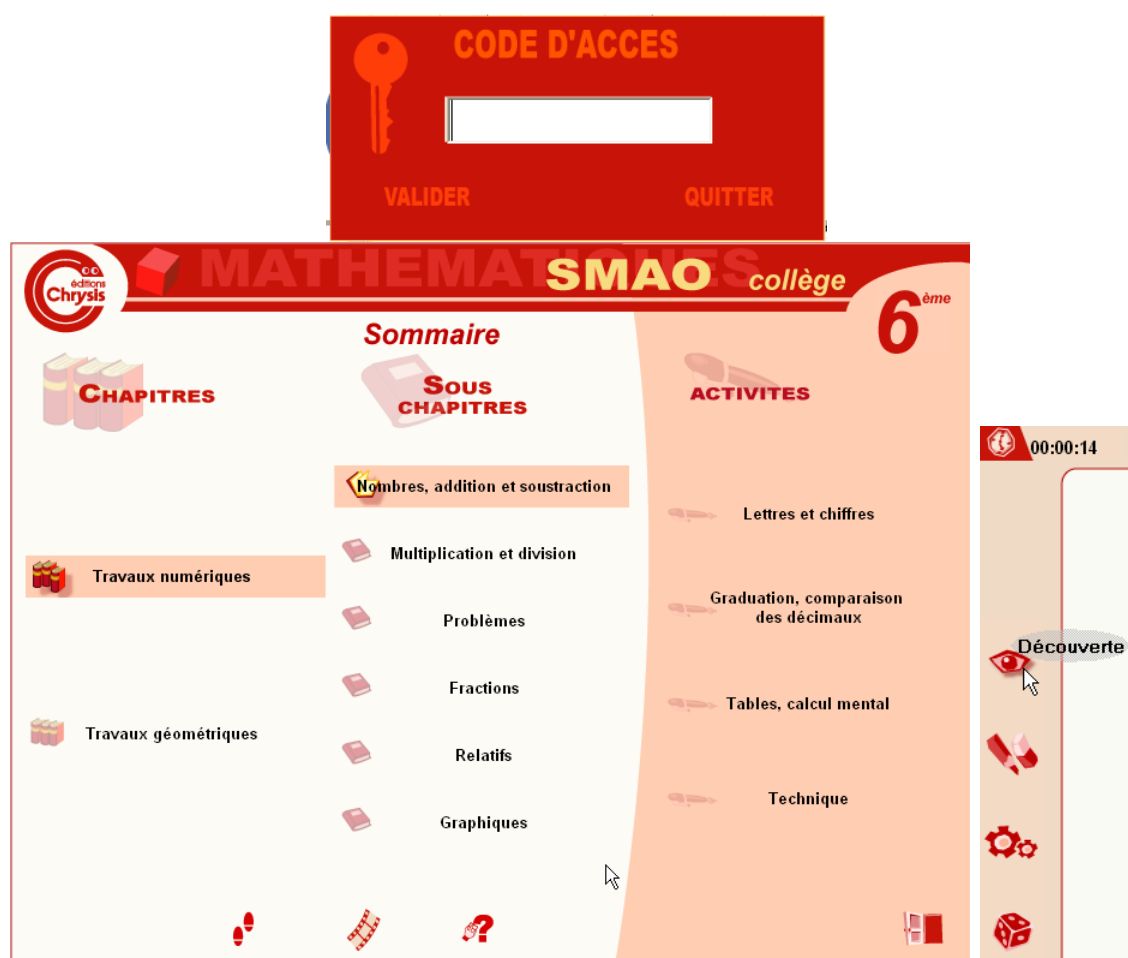 CODE D'ACCES
VALIDER QUITTER
MATHEMATIQUES
SMAO collège
6ème
éditions
Chrysis
Sommaire
CHAPITRES
SOUS
CHAPITRES
ACTIVITES
Travaux numériques
Travaux géométriques
Nombres, addition et soustraction
Multiplication et division
Problèmes
Fractions
Relatifs
Graphiques
Lettres et chiffres
Graduation, comparaison
des décimaux
Tables, calcul mental
Technique
?
00:00:14
Découverte